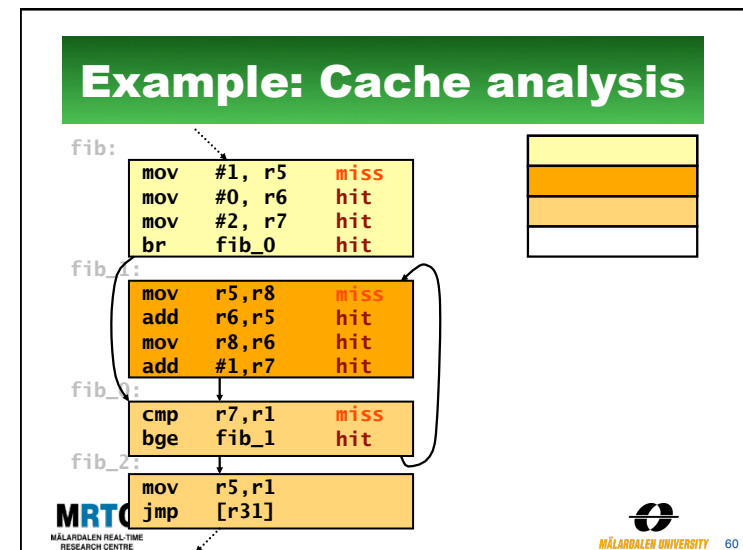 Example: Cache analysis
fib:
mov #1, r5 miss
mov #0, r6 hit
mov #2, r7 hit
br fib_0 hit
fib_1:
mov r5,r8 miss
add r6,r5 hit
mov r8,r6 hit
add #1,r7 hit
fib_0:
cmp r7,r1 miss
bge fib_1 hit
fib_2:
mov r5,r1
jmp [r31]
MRTC
MÄLARDALEN REAL-TIME
RESEARCH CENTRE
MÄLARDALEN UNIVERSITY 60